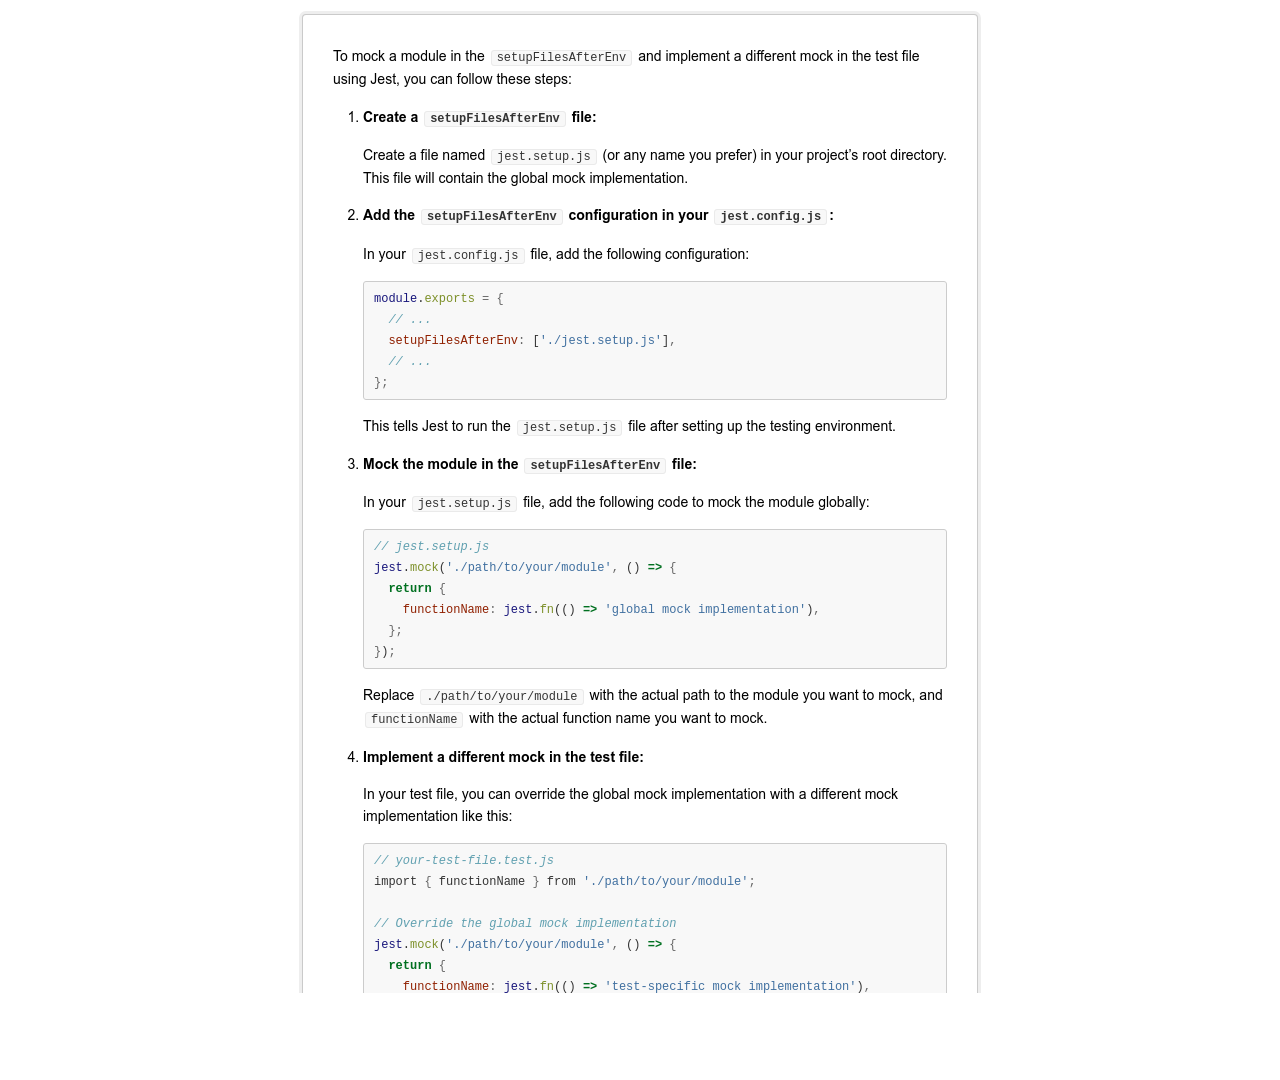 To mock a module in the setupFilesAfterEnv and implement a different mock in the test file
using Jest, you can follow these steps:
1. Create a setupFilesAfterEnv file:
Create a file named jest.setup.js (or any name you prefer) in your project’s root directory.
This file will contain the global mock implementation.
2. Add the setupFilesAfterEnv configuration in your jest.config.js :
In your jest.config.js file, add the following configuration:
module.exports = {
  // ...
  setupFilesAfterEnv: ['./jest.setup.js'],
  // ...
};
This tells Jest to run the jest.setup.js file after setting up the testing environment.
3. Mock the module in the setupFilesAfterEnv file:
In your jest.setup.js file, add the following code to mock the module globally:
// jest.setup.js
jest.mock('./path/to/your/module', () => {
  return {
    functionName: jest.fn(() => 'global mock implementation'),
  };
});
Replace ./path/to/your/module with the actual path to the module you want to mock, and
functionName with the actual function name you want to mock.
4. Implement a different mock in the test file:
In your test file, you can override the global mock implementation with a different mock
implementation like this:
// your-test-file.test.js
import { functionName } from './path/to/your/module';
// Override the global mock implementation
jest.mock('./path/to/your/module', () => {
  return {
    functionName: jest.fn(() => 'test-specific mock implementation'),